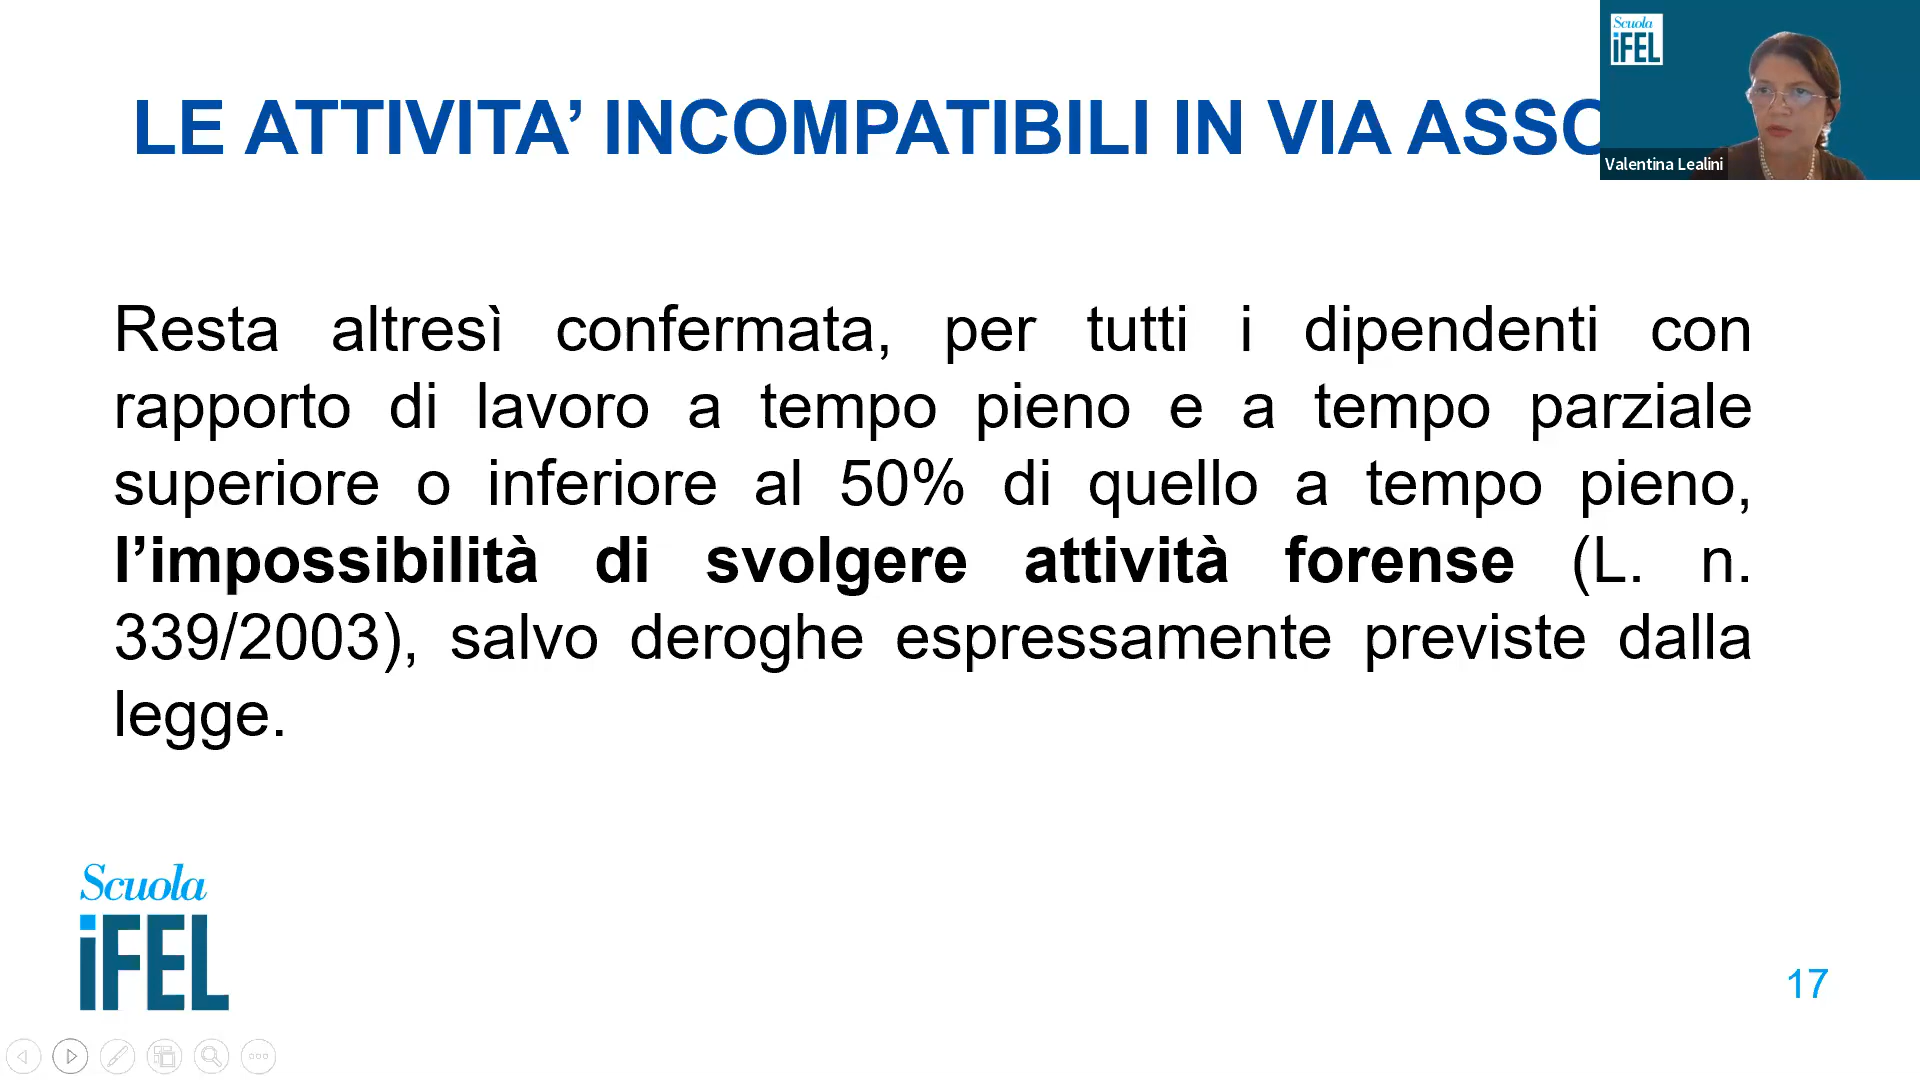 LE ATTIVITA’ INCOMPATIBILI IN VIA ASSO
Scuola
iFEL
Valentina Lealini
Resta altresì confermata, per tutti i dipendenti con
rapporto di lavoro a tempo pieno e a tempo parziale
superiore o inferiore al 50% di quello a tempo pieno,
l’impossibilità di svolgere attività forense (L. n.
339/2003), salvo deroghe espressamente previste dalla
legge.
Scuola
iFEL
17